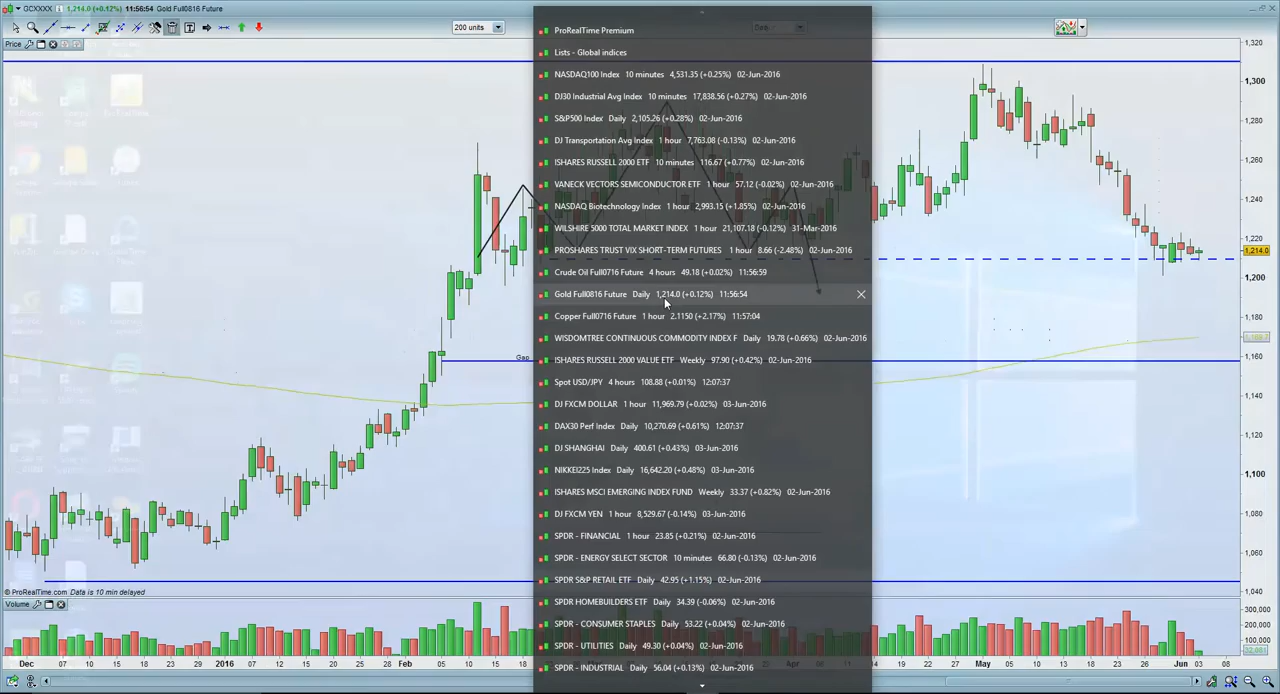 GCXXXX 1,214.0 (+0.12%) 11:56:54 Gold Full0816 Future
200 units
Daily
Price
ProRealTime Premium
Lists - Global indices
NASDAQ100 Index 10 minutes 4,531.35 (+0.25%) 02-Jun-2016
DJ30 Industrial Avg Index 10 minutes 17,838.56 (+0.27%) 02-Jun-2016
S&P500 Index Daily 2,105.26 (+0.28%) 02-Jun-2016
DJ Transportation Avg Index 1 hour 7,763.08 (-0.13%) 02-Jun-2016
ISHARES RUSSELL 2000 ETF 10 minutes 116.67 (+0.77%) 02-Jun-2016
VANECK VECTORS SEMICONDUCTOR ETF 1 hour 57.12 (-0.02%) 02-Jun-2016
NASDAQ Biotechnology Index 1 hour 2,993.15 (+1.85%) 02-Jun-2016
WILSHIRE 5000 TOTAL MARKET INDEX 1 hour 21,107.18 (-0.12%) 31-Mar-2016
PROSHARES TRUST VIX SHORT-TERM FUTURES 1 hour 8.66 (-2.48%) 02-Jun-2016
Crude Oil Full0716 Future 4 hours 49.18 (+0.02%) 11:56:59
Gold Full0816 Future Daily 1,214.0 (+0.12%) 11:56:54
Copper Full0716 Future 1 hour 2.1150 (+2.17%) 11:57:04
WISDOMTREE CONTINUOUS COMMODITY INDEX F Daily 19.78 (+0.66%) 02-Jun-2016
ISHARES RUSSELL 2000 VALUE ETF Weekly 97.90 (+0.42%) 02-Jun-2016
Spot USD/JPY 4 hours 108.88 (+0.01%) 12:07:37
DJ FXCM DOLLAR 1 hour 11,969.79 (+0.02%) 03-Jun-2016
DAX30 Perf Index Daily 10,270.69 (+0.61%) 12:07:37
DJ SHANGHAI Daily 400.61 (+0.43%) 03-Jun-2016
NIKKEI225 Index Daily 16,642.20 (+0.48%) 03-Jun-2016
ISHARES MSCI EMERGING INDEX FUND Weekly 33.37 (+0.82%) 02-Jun-2016
DJ FXCM YEN 1 hour 8,529.67 (-0.14%) 03-Jun-2016
SPDR - FINANCIAL 1 hour 23.85 (+0.21%) 02-Jun-2016
SPDR - ENERGY SELECT SECTOR 10 minutes 66.80 (-0.13%) 02-Jun-2016
SPDR S&P RETAIL ETF Daily 42.95 (+1.15%) 02-Jun-2016
SPDR HOMEBUILDERS ETF Daily 34.39 (-0.06%) 02-Jun-2016
SPDR - CONSUMER STAPLES Daily 53.22 (+0.04%) 02-Jun-2016
SPDR - UTILITIES Daily 49.30 (+0.04%) 02-Jun-2016
SPDR - INDUSTRIAL Daily 56.04 (+0.13%) 02-Jun-2016
Gap
1,320
1,300
1,280
1,260
1,240
1,220
1,214.0
1,200
1,180
1,160
1,140
1,120
1,100
1,080
1,060
1,040
© ProRealTime.com Data is 10 min delayed
Volume
300,000
200,000
100,000
Dec 07 10 15 18 23 2016 07 12 15 21 26 Feb 05 10 15 18 Apr 14 19 22 27 May 05 10 13 18 23 26 Jun 03 08